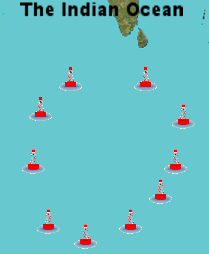 The Indian Ocean